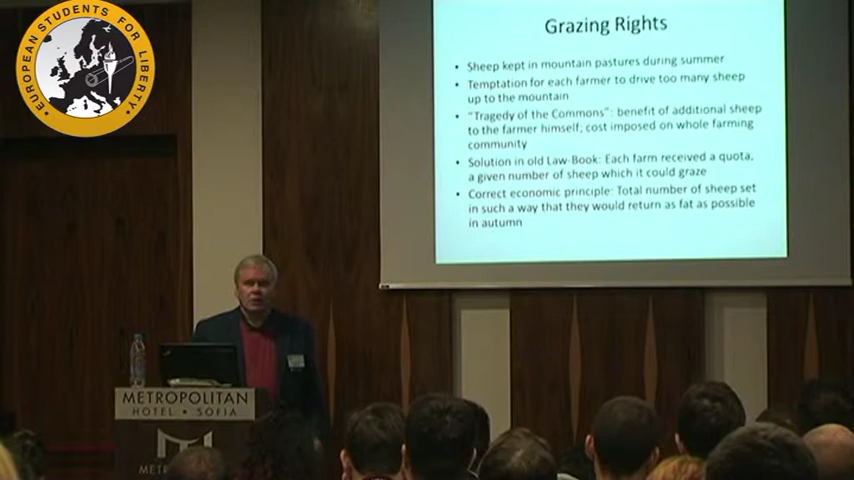 EUROPEAN STUDENTS FOR LIBERTY
Grazing Rights
• Sheep kept in mountain pastures during summer
• Temptation for each farmer to drive too many sheep
up to the mountain
• "Tragedy of the Commons": benefit of additional sheep
to the farmer himself; cost imposed on whole farming
community
• Solution in old Law-Book: Each farm received a quota,
a given number of sheep which it could graze
• Correct economic principle: Total number of sheep set
in such a way that they would return as fat as possible
in autumn
METROPOLITAN
HOTEL • SOFIA